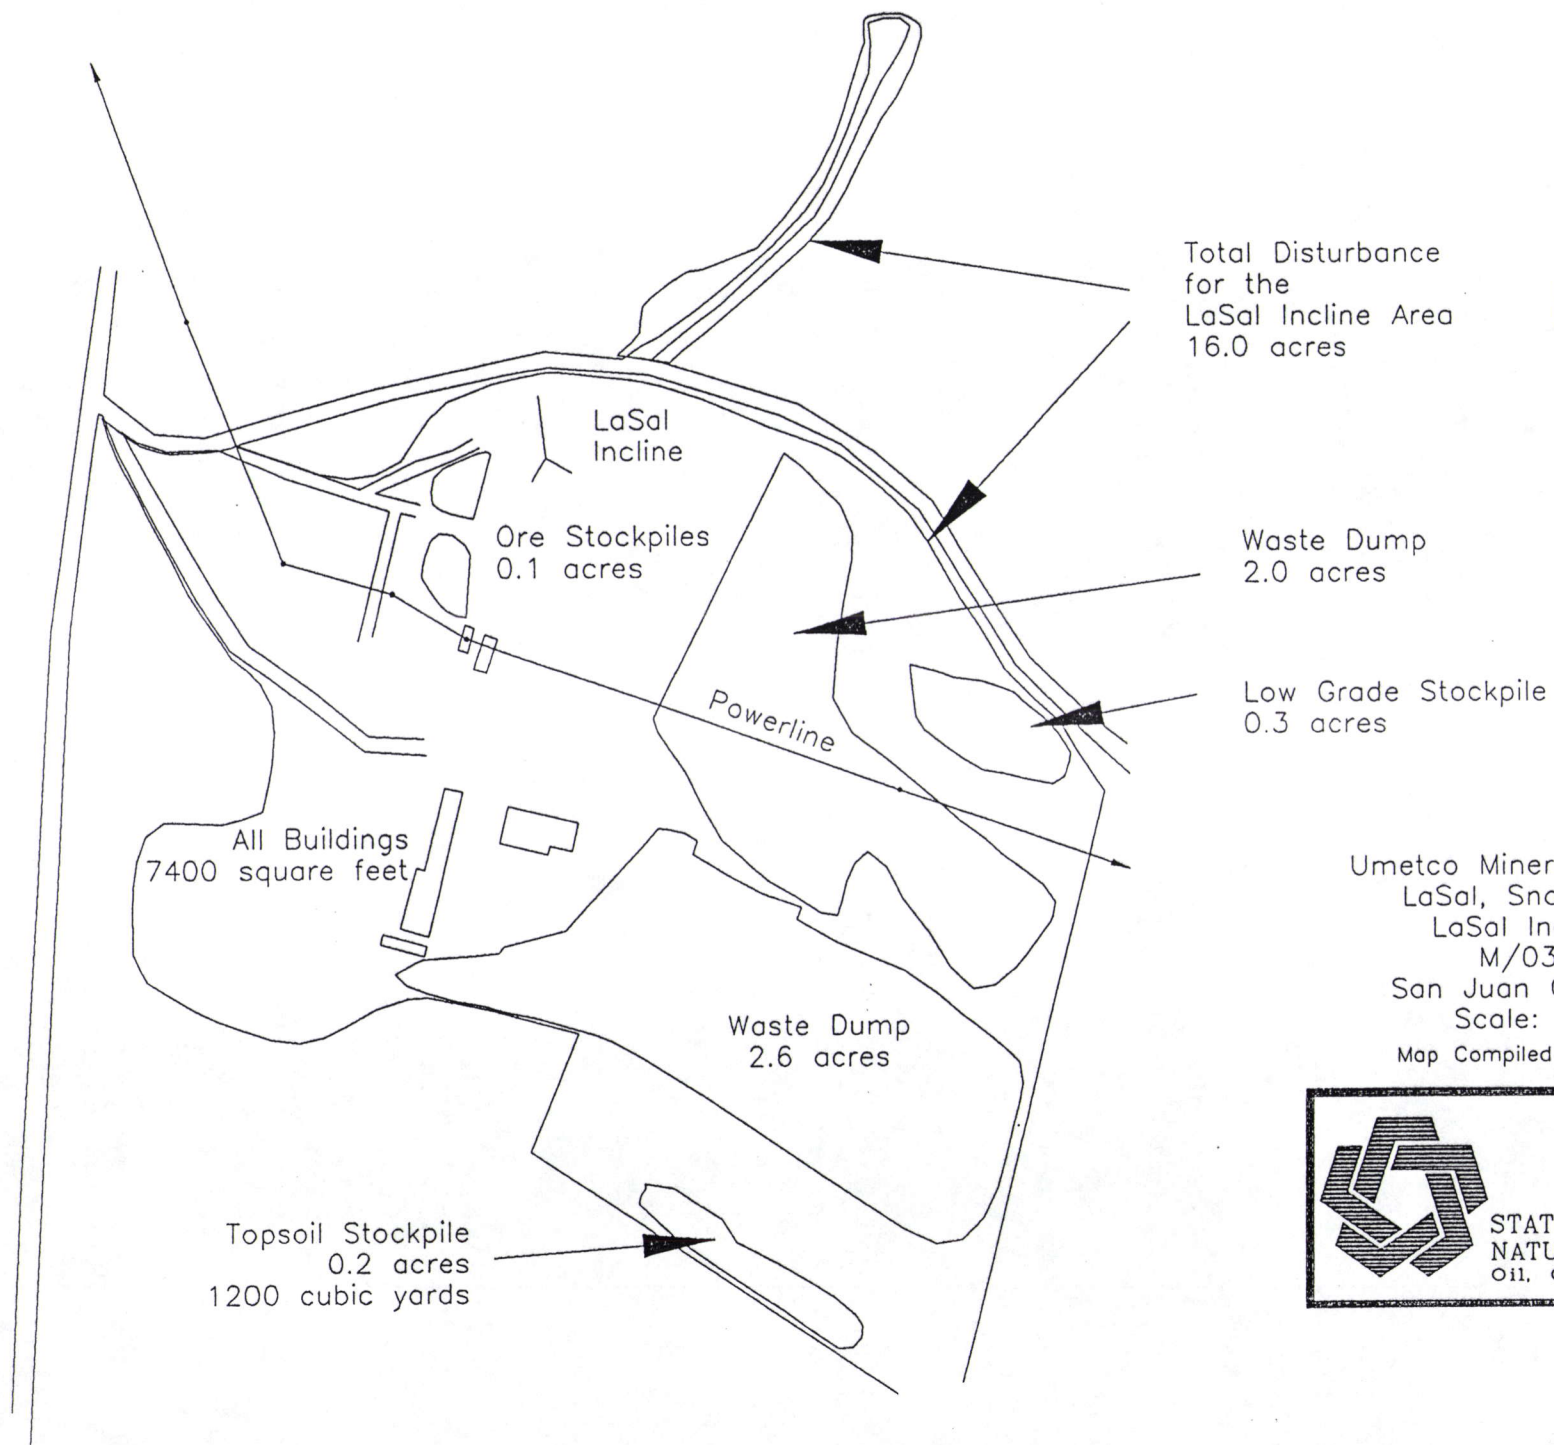 Total Disturbance
for the
LaSal Incline Area
16.0 acres
LaSal
Incline
Ore Stockpiles
0.1 acres
Waste Dump
2.0 acres
Low Grade Stockpile
0.3 acres
Powerline
All Buildings
7400 square feet
Umetco Miner
LaSal, Sno
LaSal In
M/03
San Juan
Scale:
Map Compiled
Waste Dump
2.6 acres
Topsoil Stockpile
0.2 acres
1200 cubic yards
STAT
NATU
Oil,